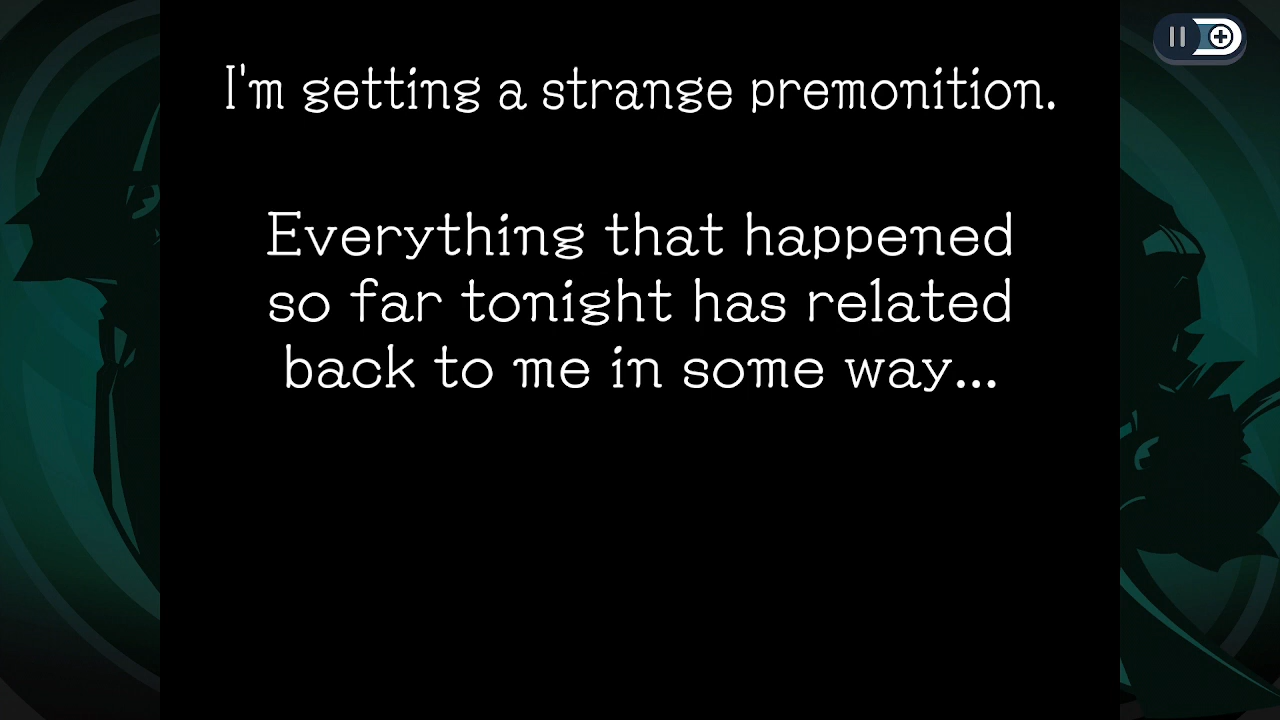 I'm getting a strange premonition.
Everything that happened
so far tonight has related
back to me in some way...